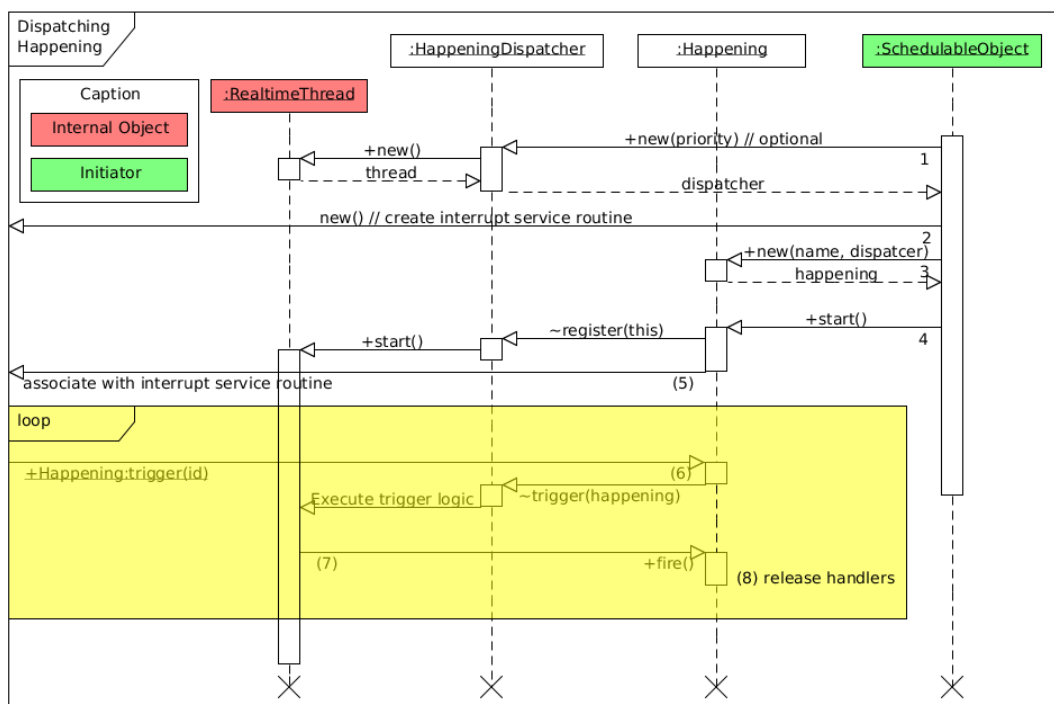 Dispatching
Happening
:HappeningDispatcher
:Happening
:SchedulableObject
Caption
:RealtimeThread
Internal Object
Initiator
+new(priority) // optional
1
+new()
thread
dispatcher
new() // create interrupt service routine
2
+new(name, dispatcer)
happening
3
+start()
~register(this)
+start()
4
associate with interrupt service routine
(5)
loop
+Happening:trigger(id)
(6)
~trigger(happening)
Execute trigger logic
(7)
+fire()
(8) release handlers